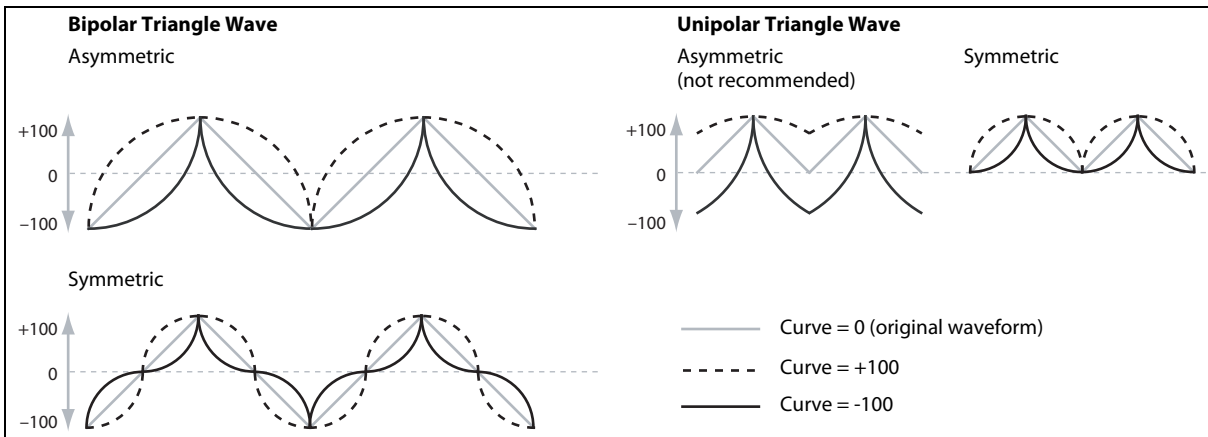 Bipolar Triangle Wave
Asymmetric
+100
0
–100
Symmetric
+100
0
–100
Unipolar Triangle Wave
Asymmetric
(not recommended)
Symmetric
+100
0
–100
Curve = 0 (original waveform)
Curve = +100
Curve = -100